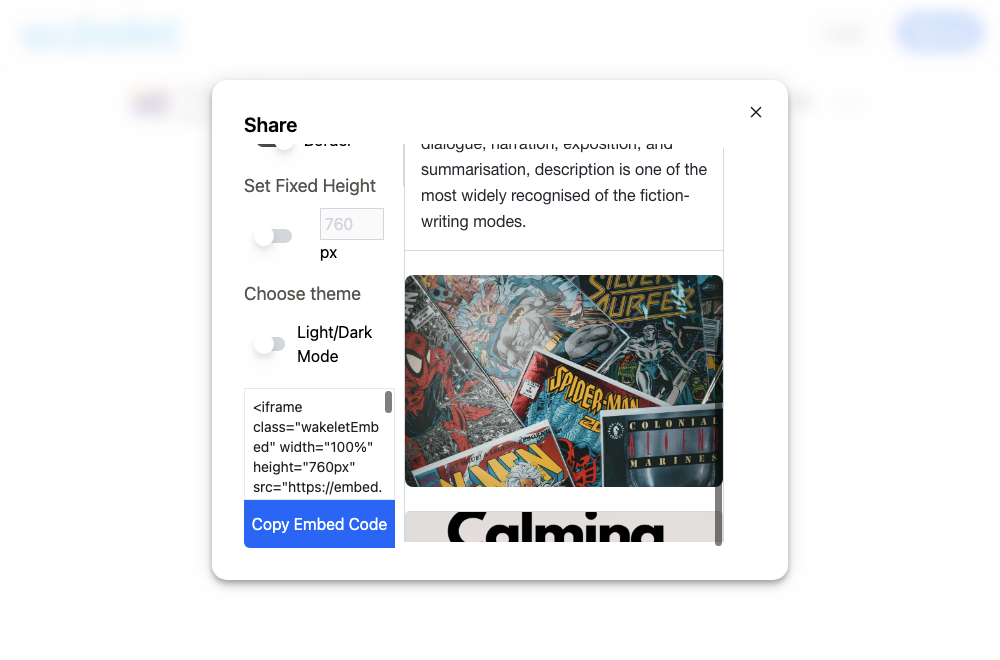 Share
Border
Set Fixed Height
760
px
Choose theme
Light/Dark
Mode
<iframe
class="wakeletEmb
ed" width="100%"
height="760px"
src="https://embed.
Copy Embed Code
dialogue, narration, exposition, and
summarisation, description is one of the
most widely recognised of the fiction-
writing modes.
SILVER
SURFER
SPIDER-MAN
COLONIAL
MARINES
X-MEN
Calming